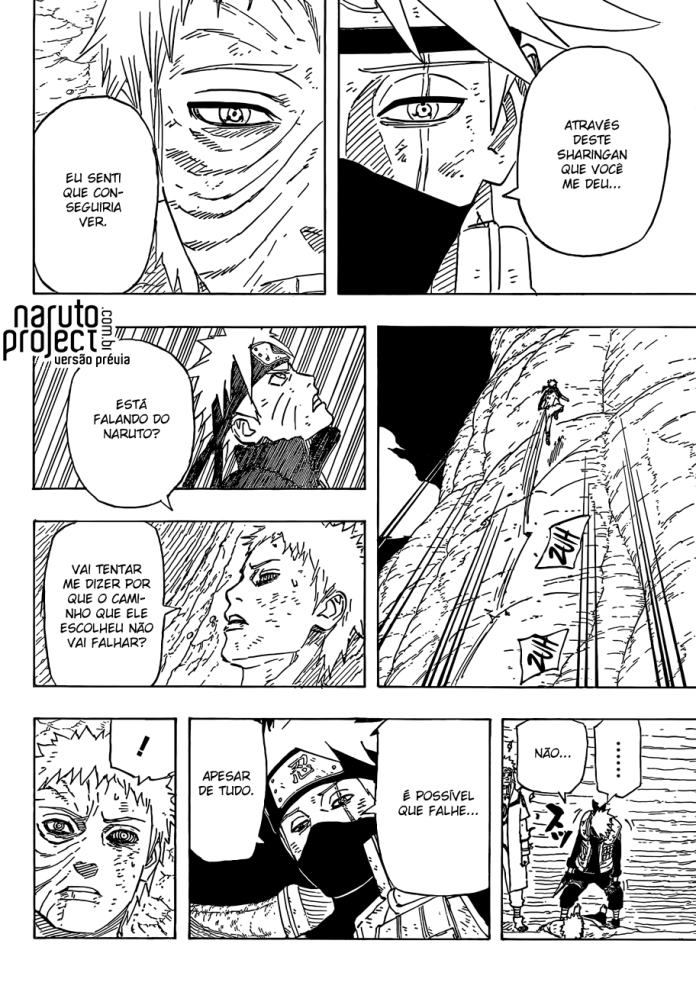 ATRAVÉS
DESTE
SHARINGAN
QUE VOCÊ
ME DEU...
EU SENTI
QUE CON-
SEGUIRIA
VER.
naruto
project
.com.br
versão prévia
ZUH
ZUH
ESTÁ
FALANDO DO
NARUTO?
VAI TENTAR
ME DIZER POR
QUE O CAMI-
NHO QUE ELE
ESCOLHEU NÃO
VAI FALHAR?
......
NÃO...
忍
É POSSÍVEL
QUE FALHE...
APESAR
DE TUDO.
!